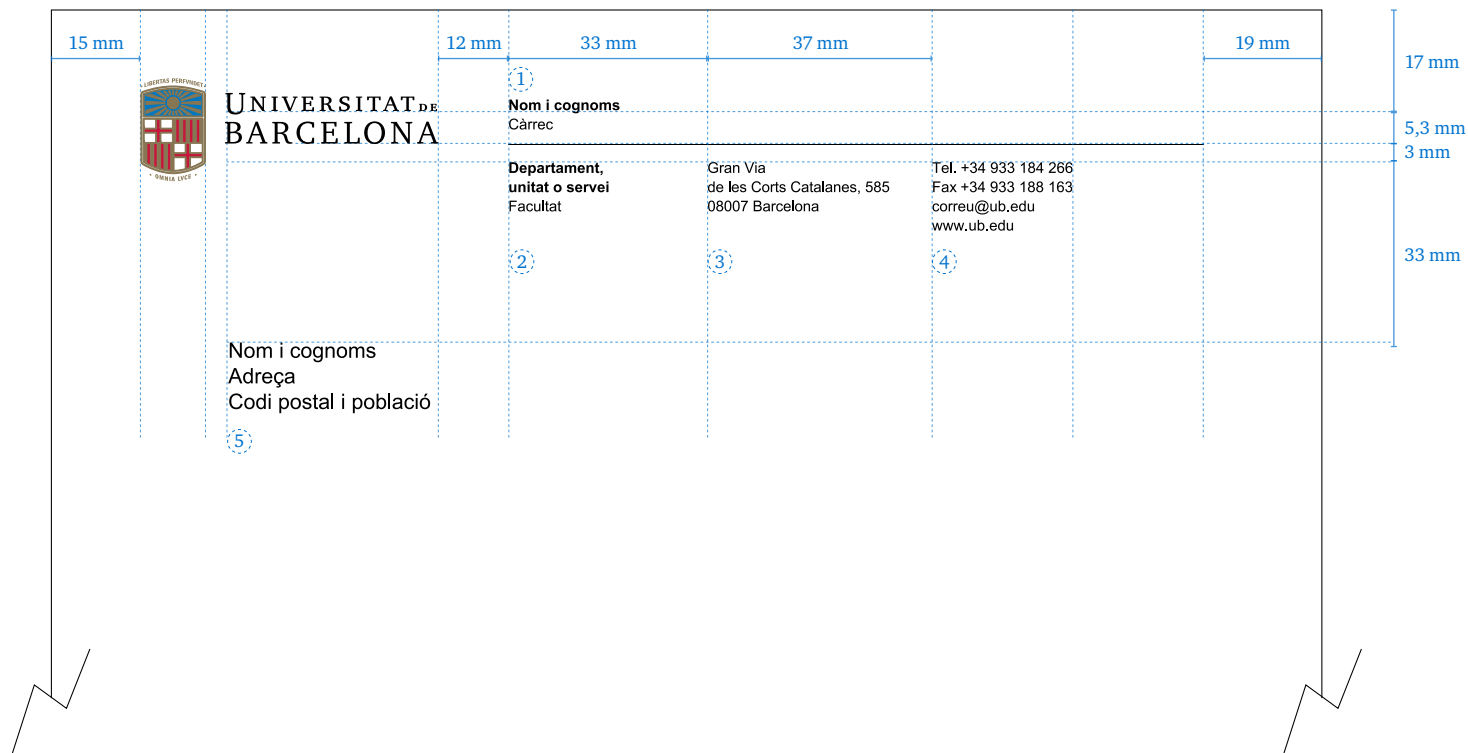 15 mm
12 mm
33 mm
37 mm
19 mm
17 mm
5,3 mm
3 mm
33 mm
LIBERTAS PERFVNDET
OMNIA LVCE
UNIVERSITAT DE
BARCELONA
1
Nom i cognoms
Càrrec
Departament,
unitat o servei
Facultat
2
Gran Via
de les Corts Catalanes, 585
08007 Barcelona
3
Tel. +34 933 184 266
Fax +34 933 188 163
correu@ub.edu
www.ub.edu
4
Nom i cognoms
Adreça
Codi postal i població
5